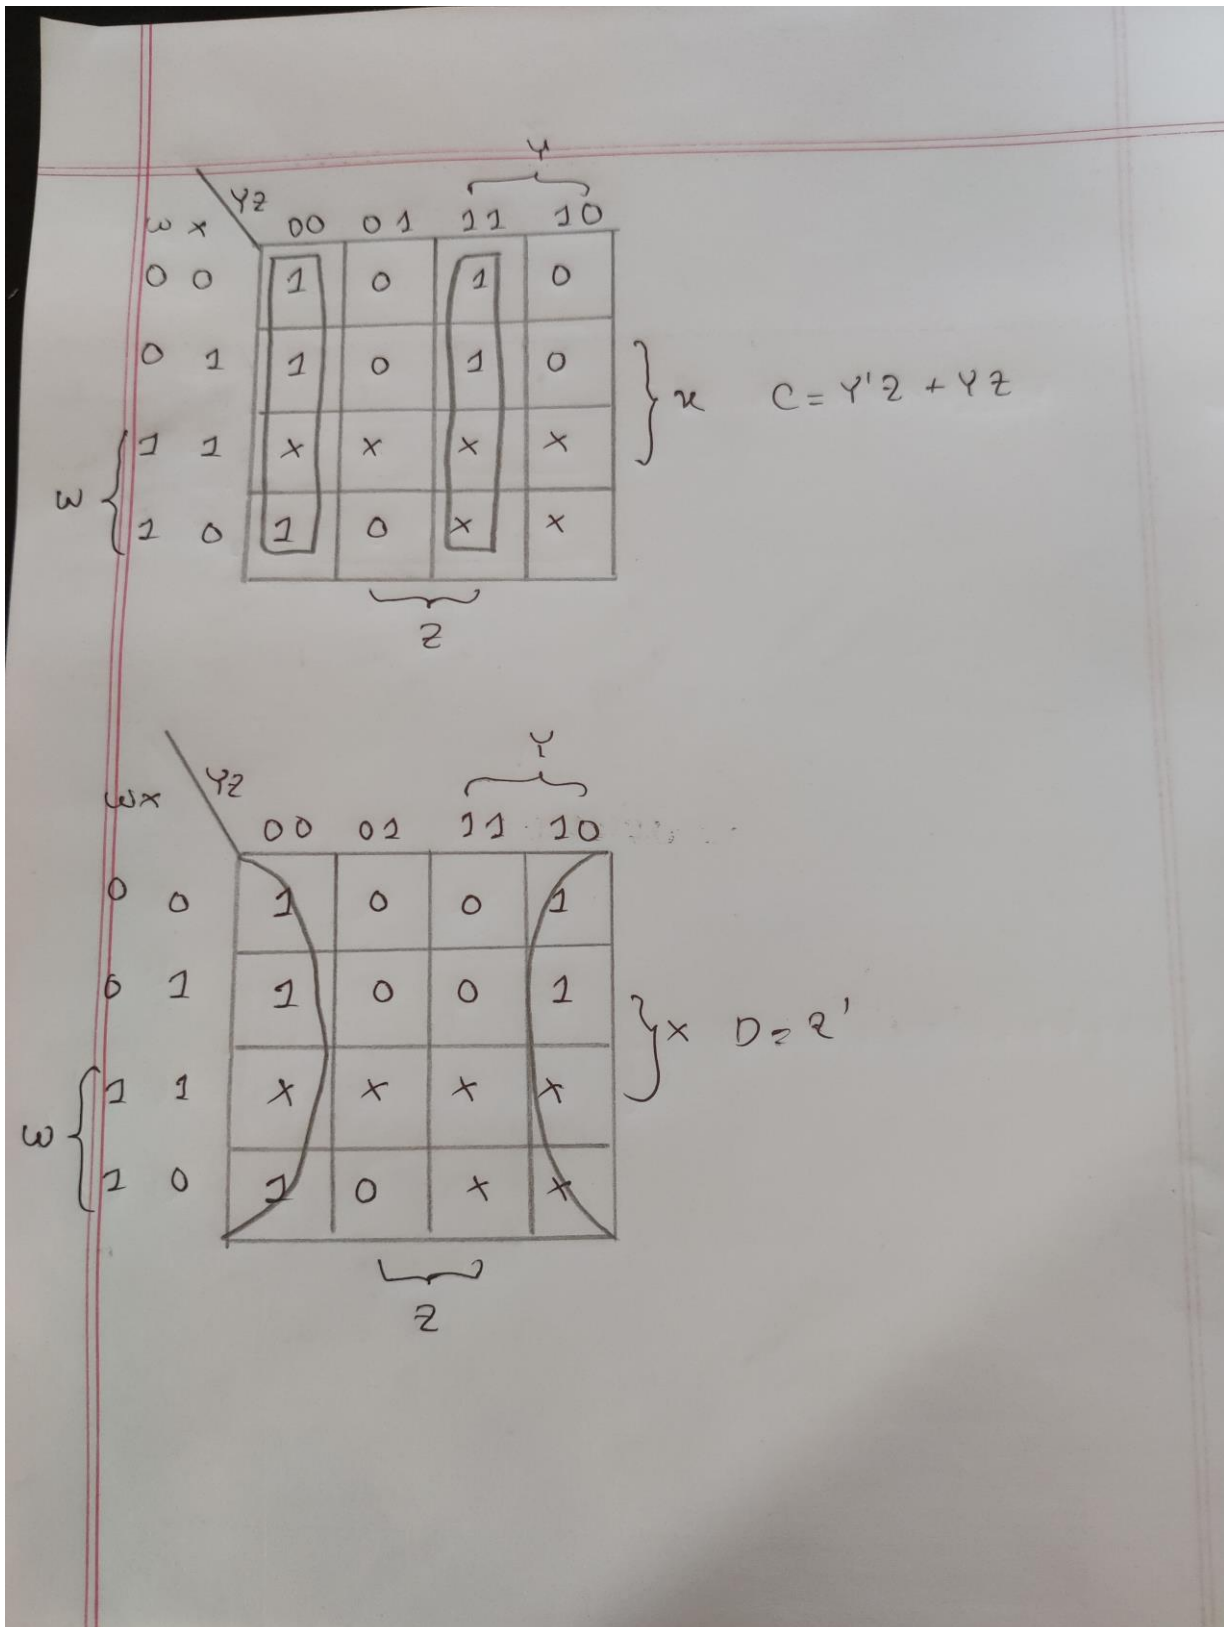 Y
YZ
W X 00 01 11 10
0 0 1 0 1 0
0 1 1 0 1 0
1 1 x x x x
1 0 1 0 x x
W
x
C = Y'Z + YZ
Z
Y
YZ
WX
00 01 11 10
0 0 1 0 0 1
0 1 1 0 0 1
1 1 x x x x
1 0 1 0 x x
W
X
D = Z'
Z